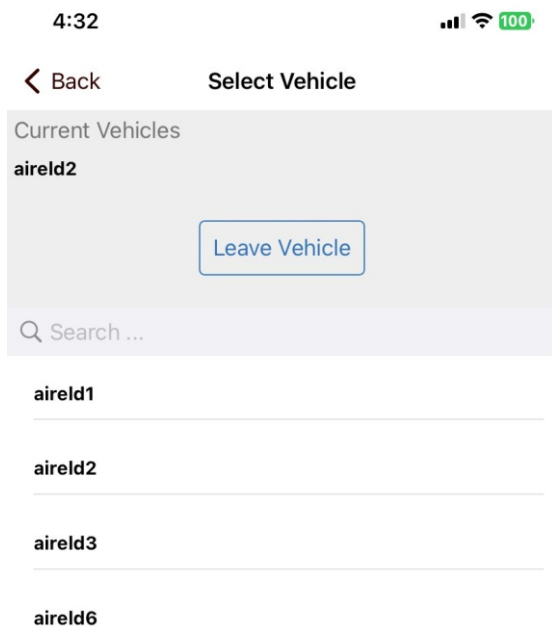 4:32
100
Back
Select Vehicle
Current Vehicles
aireld2
Leave Vehicle
Search ...
aireld1
aireld2
aireld3
aireld6